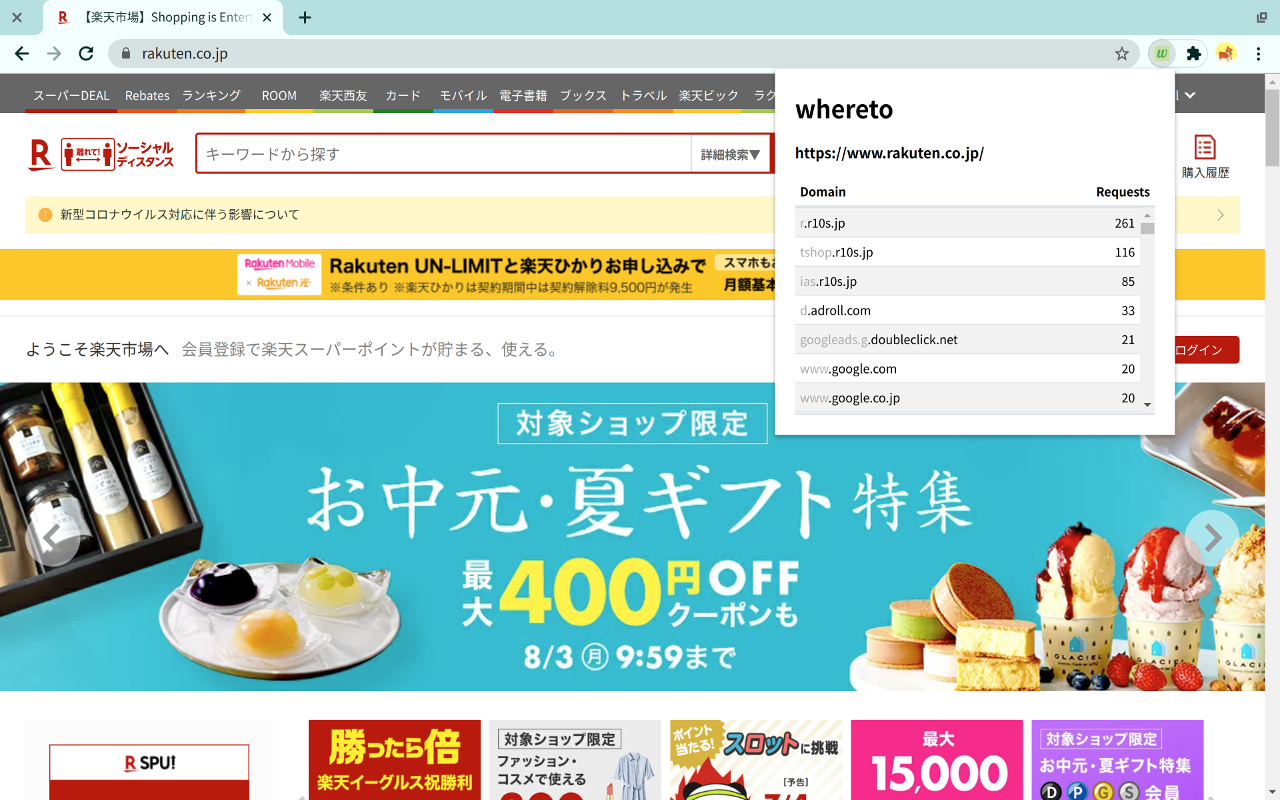 【楽天市場】Shopping is Entert
rakuten.co.jp
スーパーDEAL Rebates ランキング ROOM 楽天西友 カード モバイル 電子書籍 ブックス トラベル 楽天ビック ラク
R 離れて! ソーシャル
ディスタンス
キーワードから探す 詳細検索▼
購入履歴
新型コロナウイルス対応に伴う影響について
Rakuten Mobile
× Rakuten 光
Rakuten UN-LIMITと楽天ひかりお申し込みで
※条件あり ※楽天ひかりは契約期間中は契約解除料9,500円が発生
スマホもお
月額基本
ようこそ楽天市場へ 会員登録で楽天スーパーポイントが貯まる、使える。
ログイン
whereto
https://www.rakuten.co.jp/
Domain Requests
r.r10s.jp 261
tshop.r10s.jp 116
ias.r10s.jp 85
d.adroll.com 33
googleads.g.doubleclick.net 21
www.google.com 20
www.google.co.jp 20
対象ショップ限定
お中元・夏ギフト特集
最大400円OFF
クーポンも
8/3㊊9:59まで
GLACIEL
GLACIEL
R SPU!
勝ったら倍
楽天イーグルス祝勝利
対象ショップ限定
ファッション・
コスメで使える
ポイント
当たる!
スロットに挑戦
[予告]
最大
15,000
対象ショップ限定
お中元・夏ギフト特集
D P G S 会員